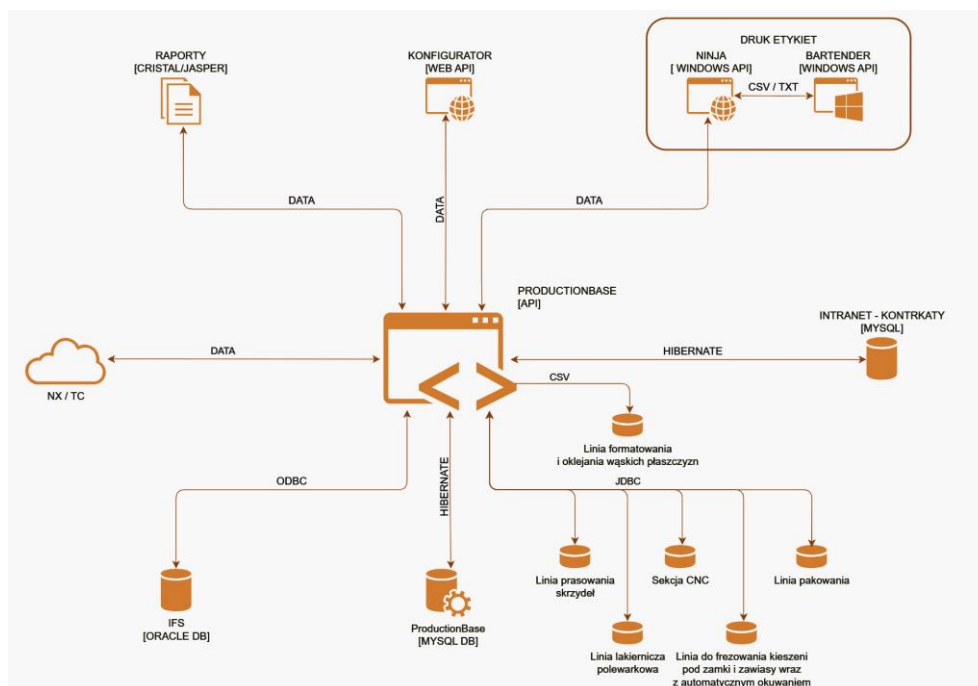 DRUK ETYKIET
RAPORTY
[CRISTAL/JASPER]
KONFIGURATOR
[WEB API]
NINJA
[ WINDOWS API]
BARTENDER
[WINDOWS API]
CSV / TXT
DATA
DATA
DATA
PRODUCTIONBASE
[API]
INTRANET - KONTRKATY
[MYSQL]
DATA
HIBERNATE
NX / TC
CSV
Linia formatowania
i oklejania wąskich płaszczyzn
ODBC
HIBERNATE
JDBC
Linia prasowania
skrzydeł
Sekcja CNC
Linia pakowania
IFS
[ORACLE DB]
ProductionBase
[MYSQL DB]
Linia lakiernicza
polewarkowa
Linia do frezowania kieszeni
pod zamki i zawiasy wraz
z automatycznym okuwaniem